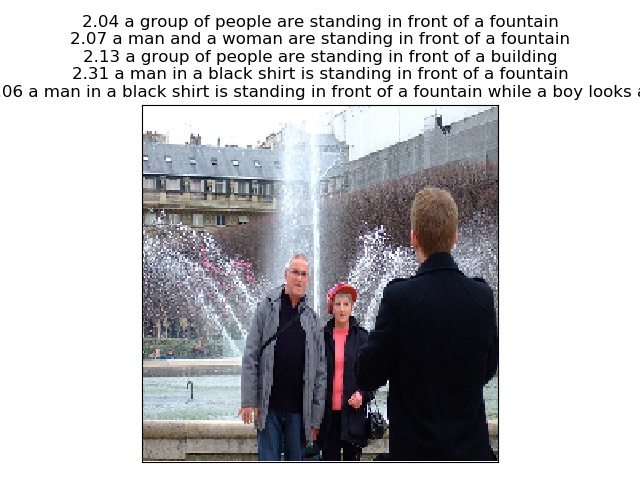 2.04 a group of people are standing in front of a fountain
2.07 a man and a woman are standing in front of a fountain
2.13 a group of people are standing in front of a building
2.31 a man in a black shirt is standing in front of a fountain
.06 a man in a black shirt is standing in front of a fountain while a boy looks